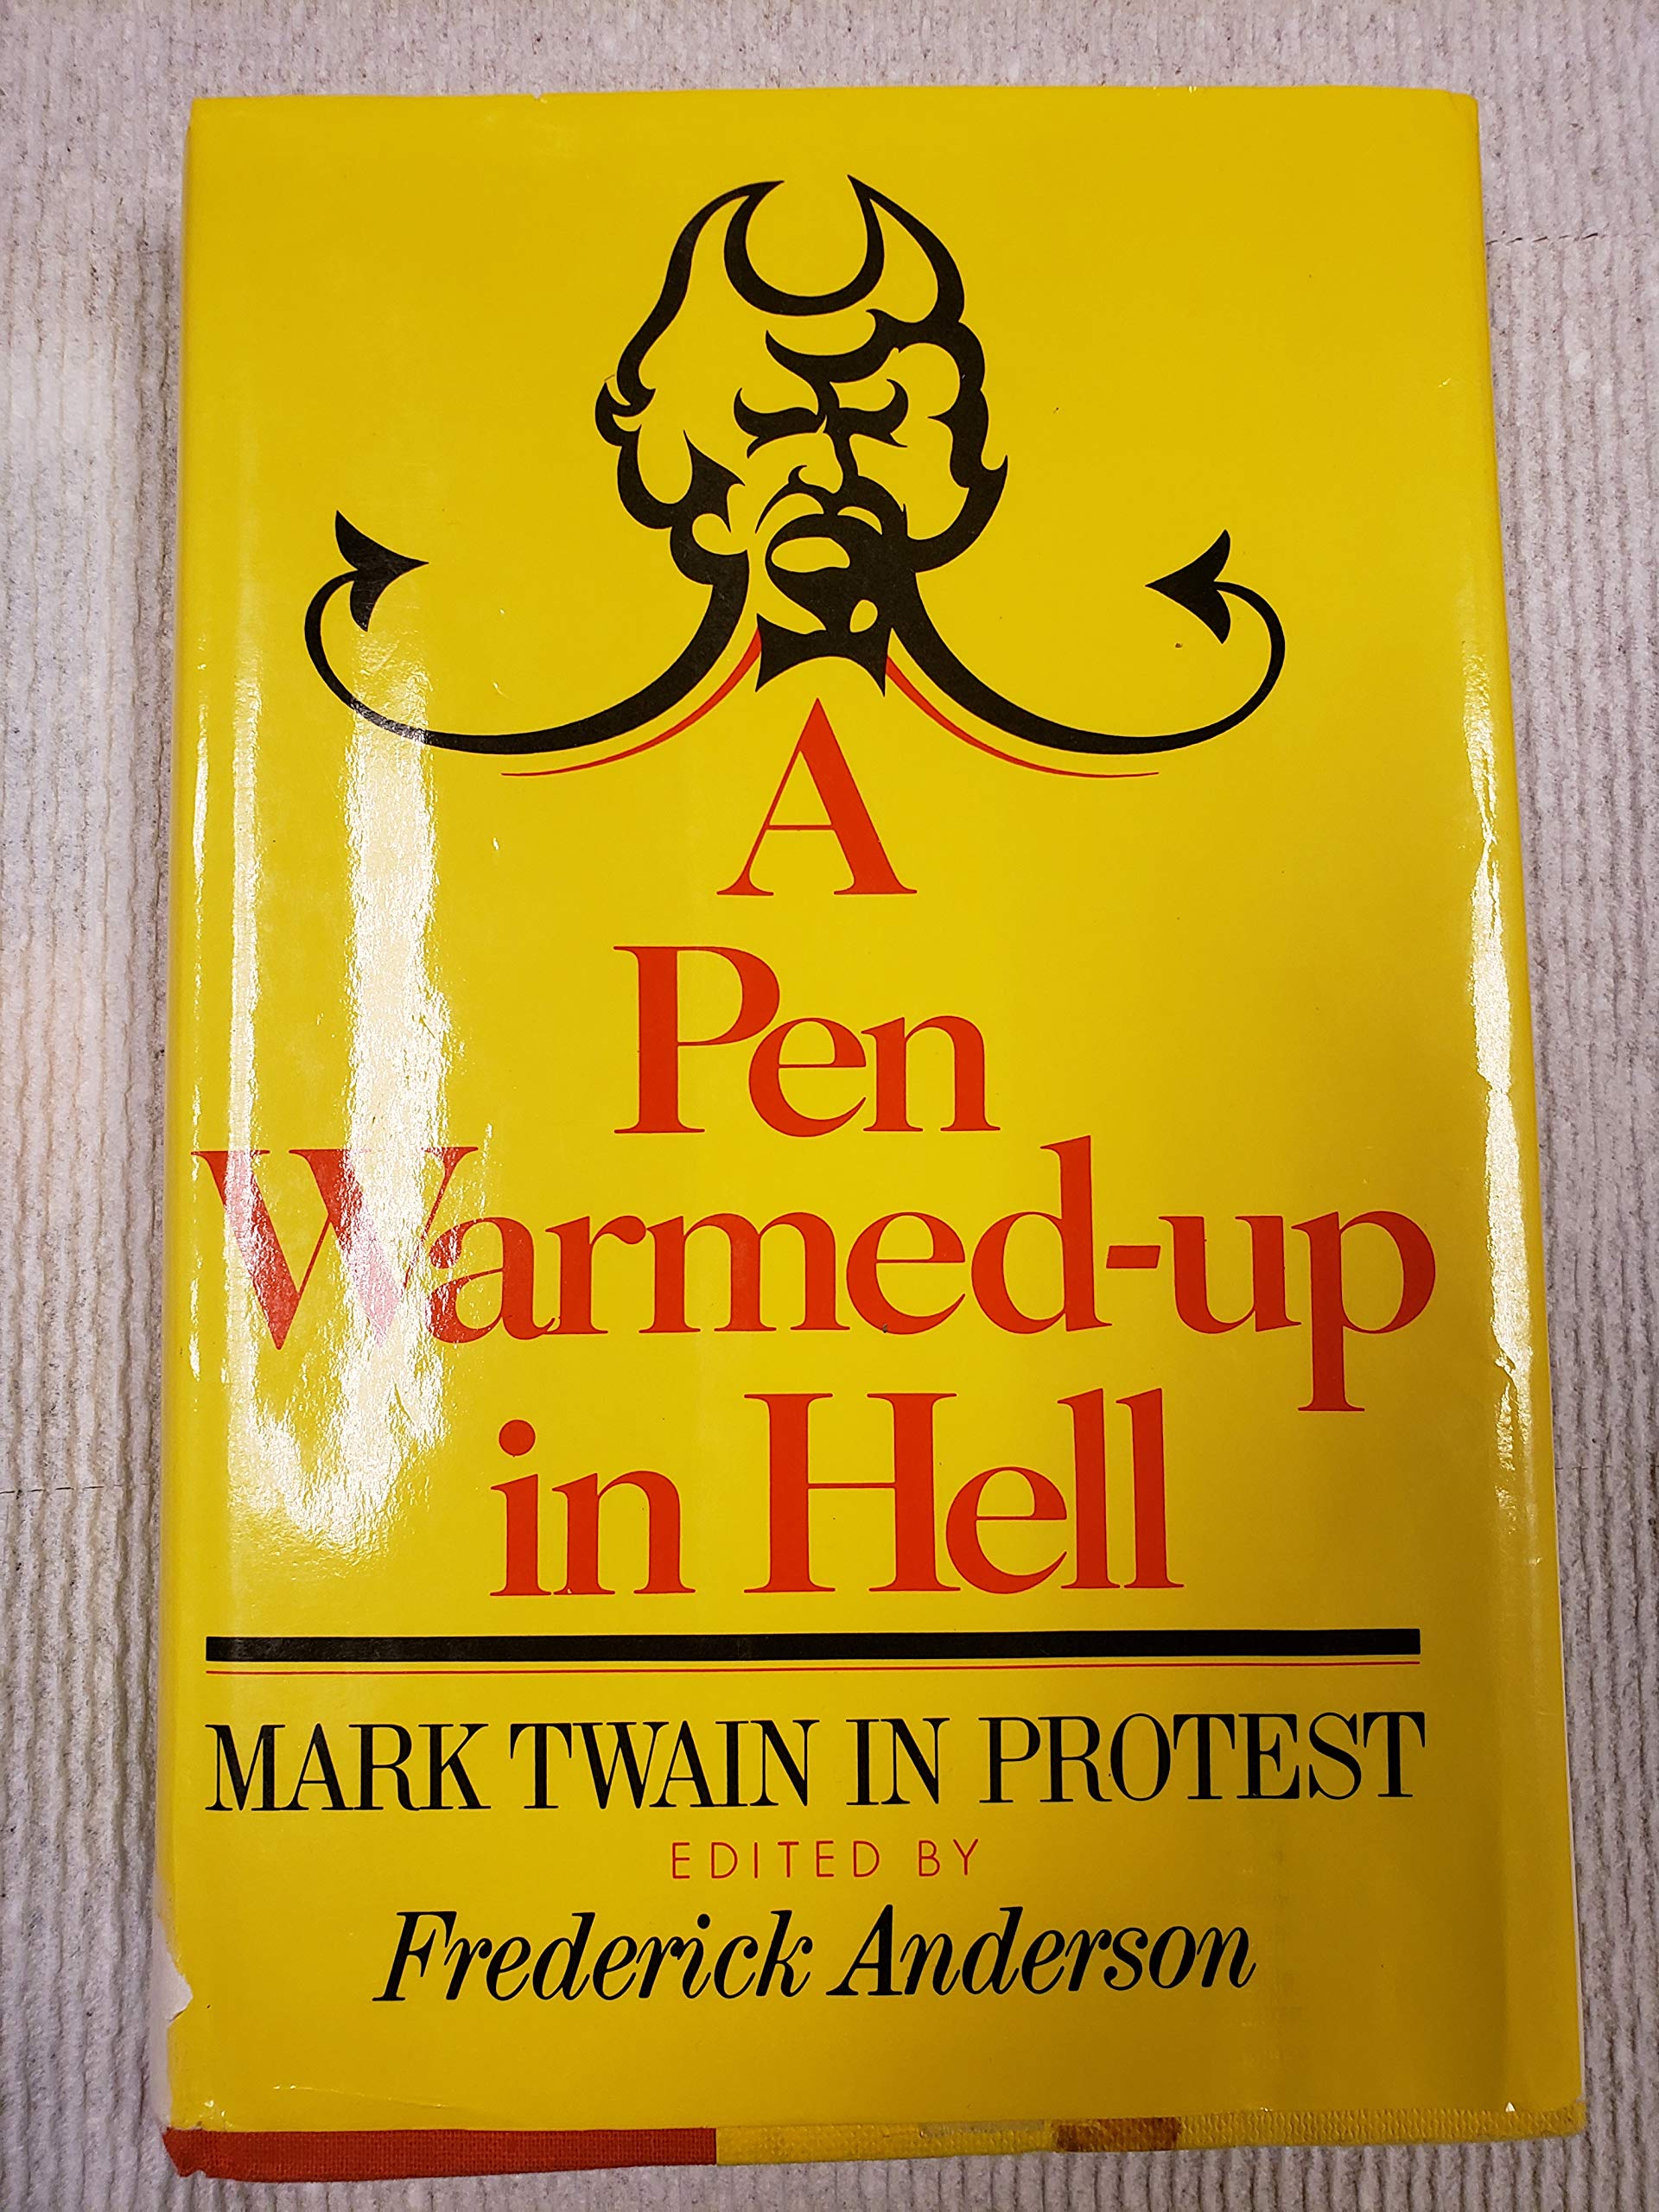 A
Pen
Warmed-up
in Hell
MARK TWAIN IN PROTEST
EDITED BY
Frederick Anderson